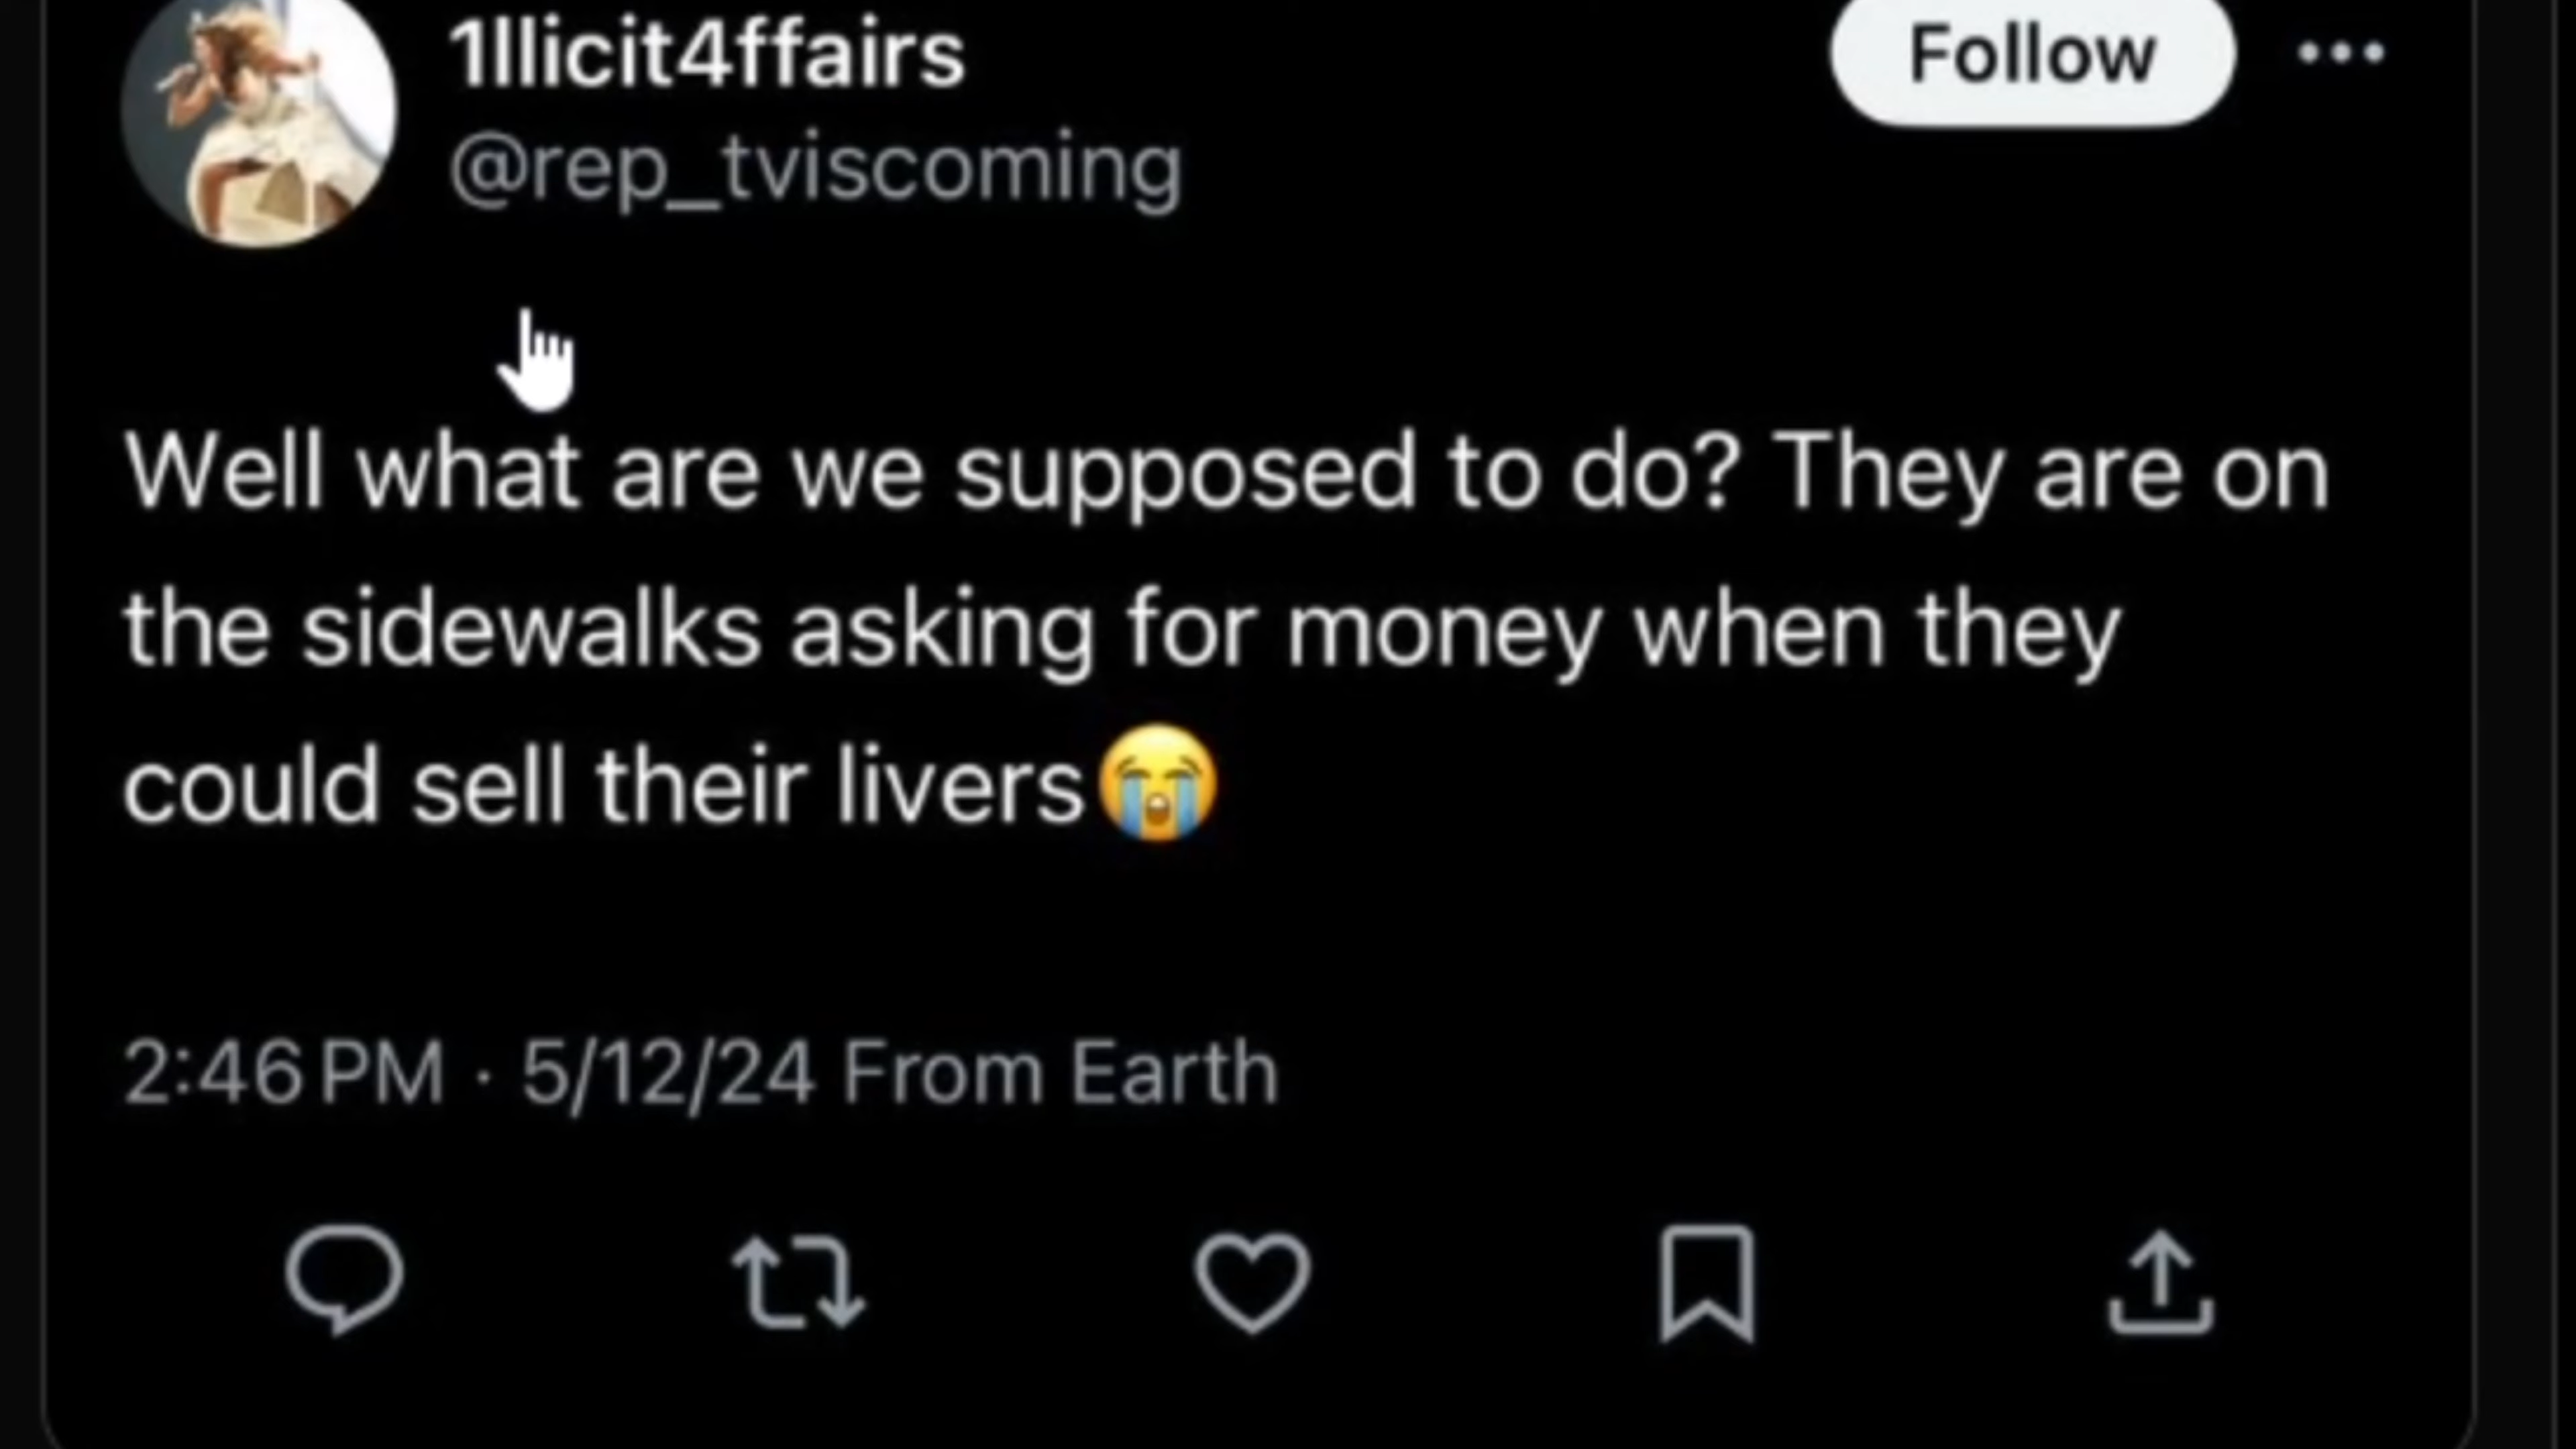 1llicit4ffairs
Follow
@rep_tviscoming
Well what are we supposed to do? They are on
the sidewalks asking for money when they
could sell their livers😭
2:46 PM · 5/12/24 From Earth